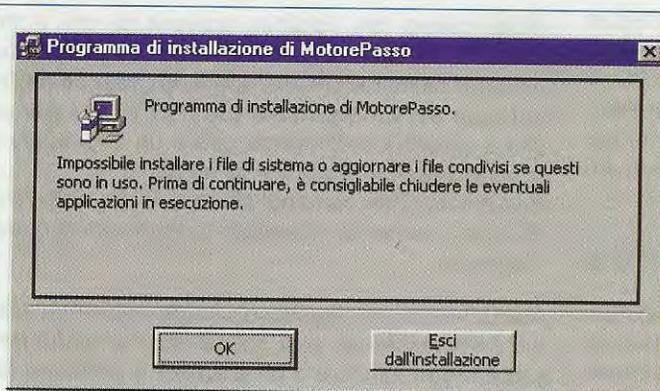 Programma di installazione di MotorePasso
Programma di installazione di MotorePasso.
Impossibile installare i file di sistema o aggiornare i file condivisi se questi
sono in uso. Prima di continuare, è consigliabile chiudere le eventuali
applicazioni in esecuzione.
OK
Esci
dall'installazione